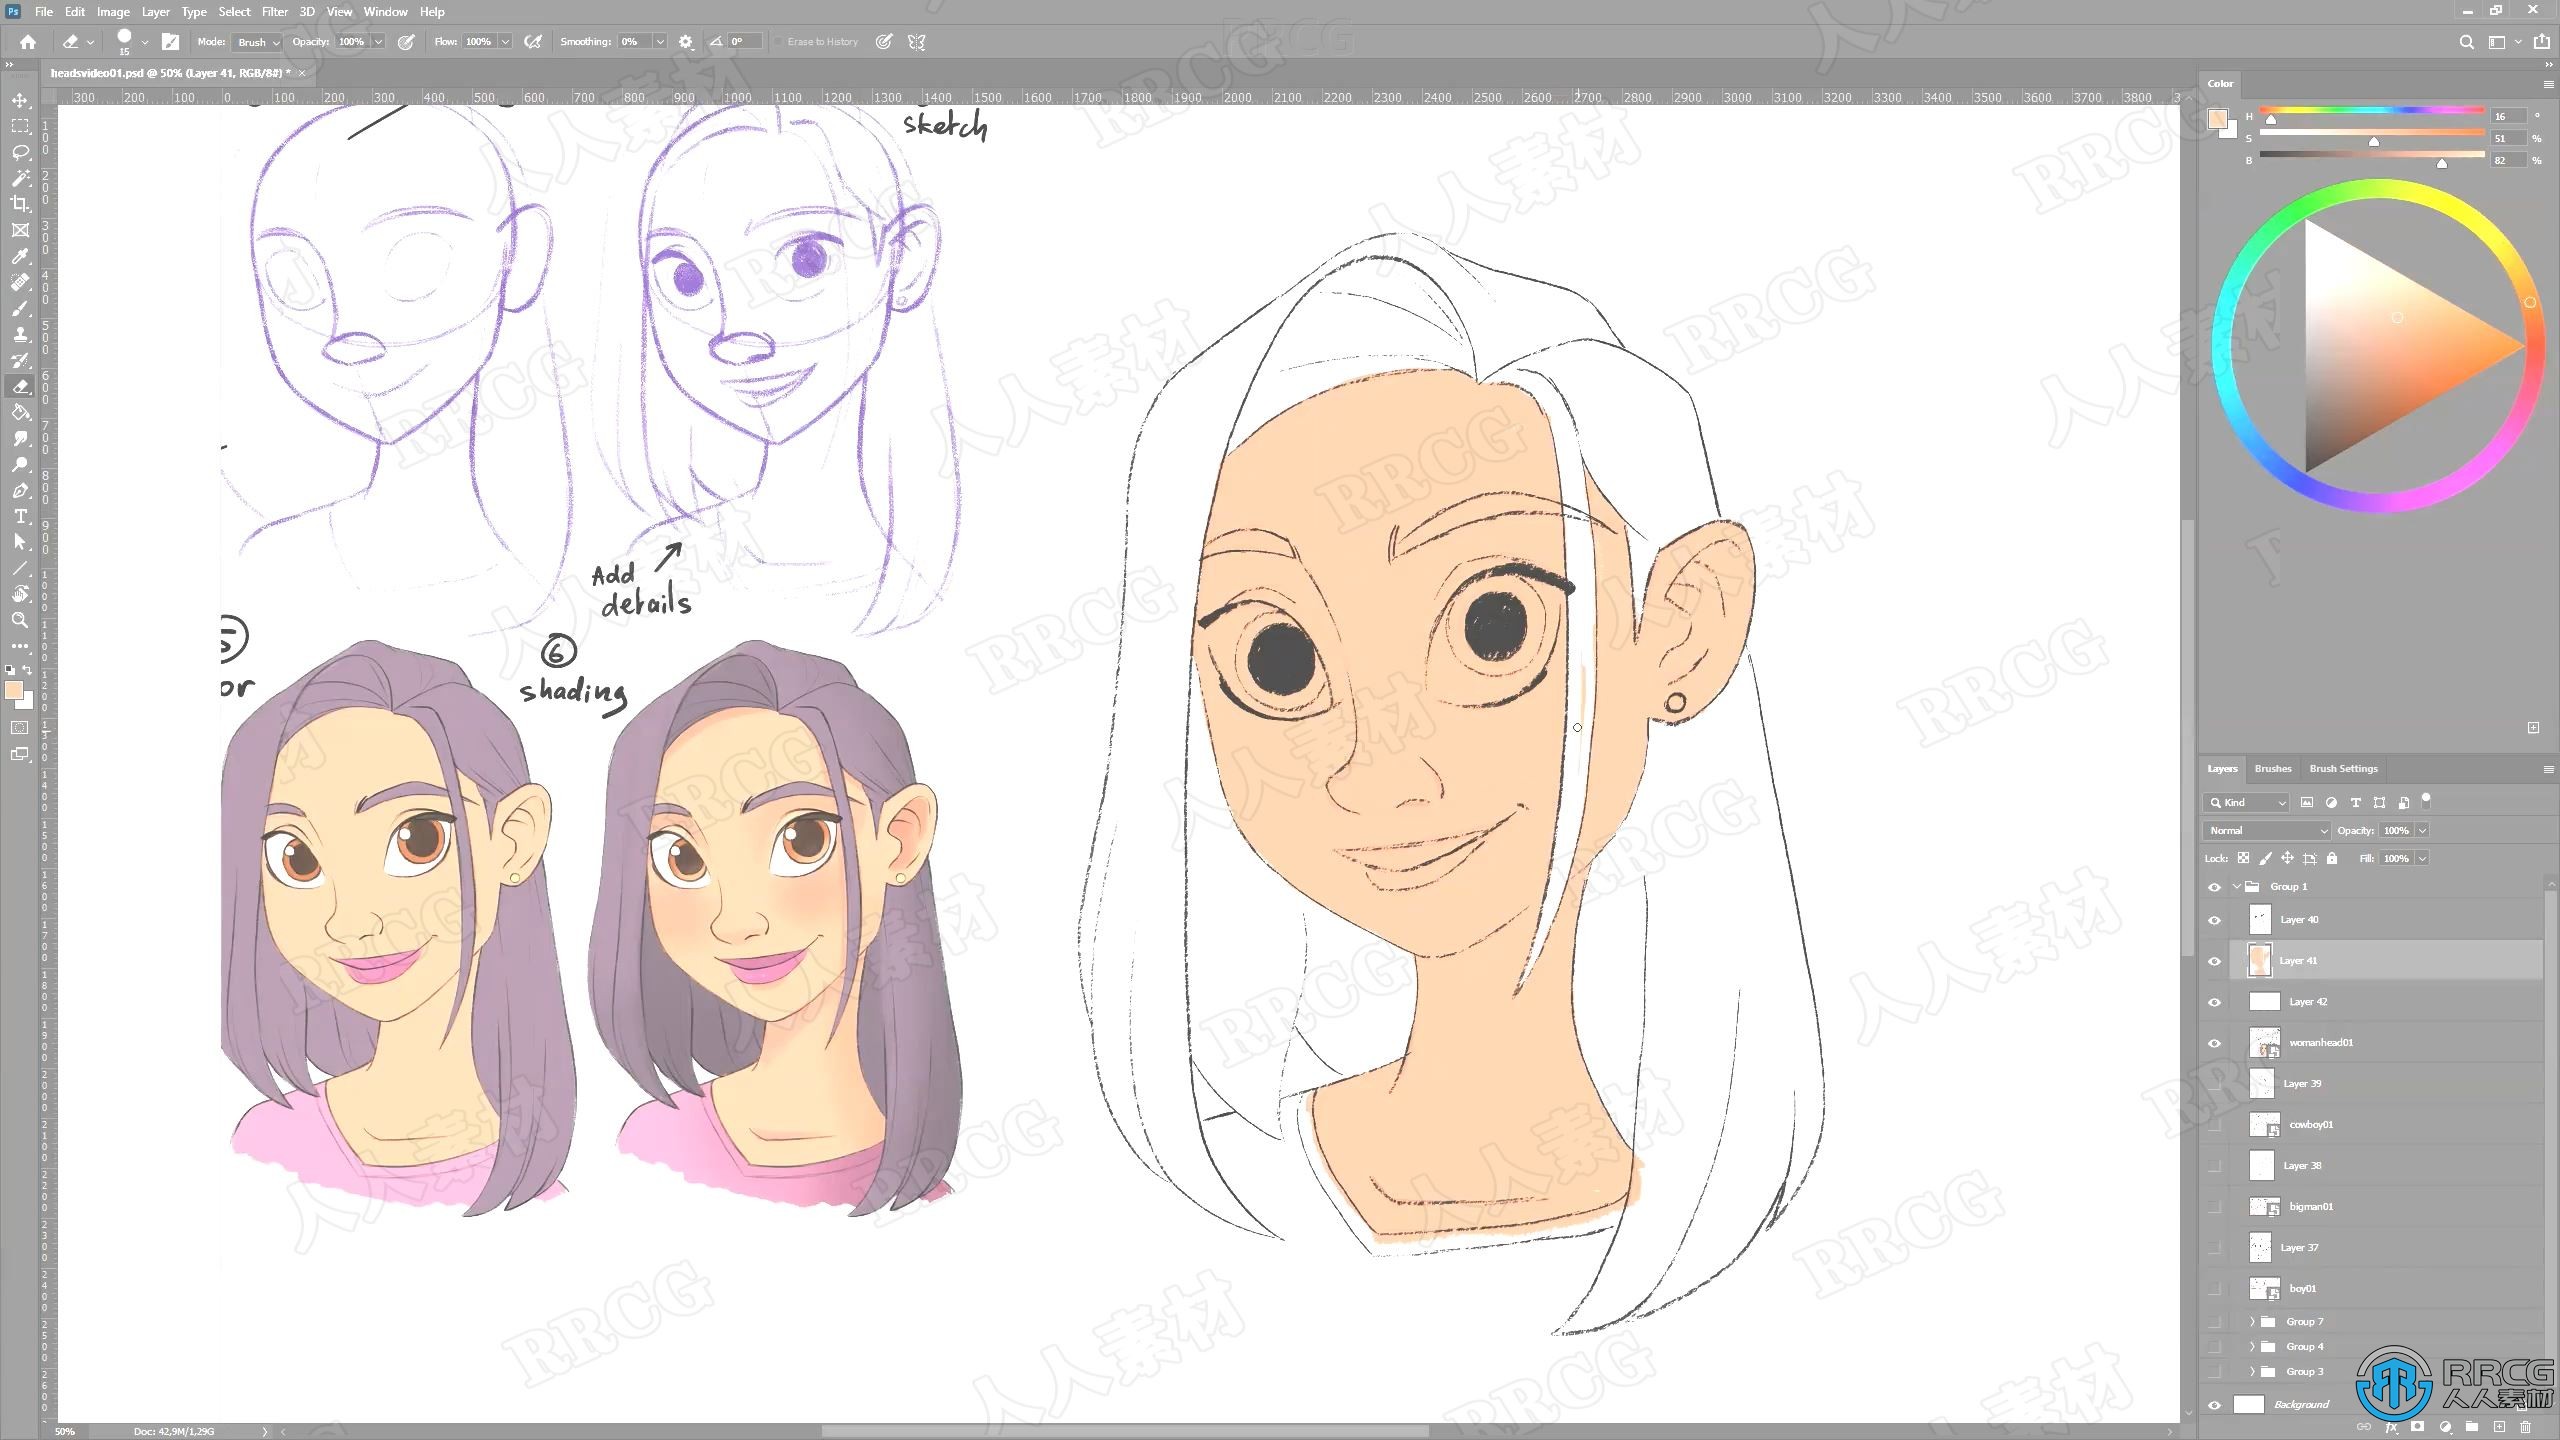 Ps File Edit Image Layer Type Select Filter 3D View Window Help
15 Mode: Brush Opacity: 100% Flow: 100% Smoothing: 0% 0° Erase to History
headsvideo01.psd @ 50% (Layer 41, RGB/8#) * ×
300 200 100 0 100 200 300 400 500 600 700 800 900 1000 1100 1200 1300 1400 1500 1600 1700 1800 1900 2000 2100 2200 2300 2400 2500 2600 2700 2800 2900 3000 3100 3200 3300 3400 3500 3600 3700 3800
sketch
Add
details
5
or
6
shading
Color
H 16 °
S 51 %
B 82 %
Layers Brushes Brush Settings
Kind
Normal Opacity: 100%
Lock: Fill: 100%
Group 1
Layer 40
Layer 41
Layer 42
womanhead01
Layer 39
cowboy01
Layer 38
bigman01
Layer 37
boy01
Group 7
Group 4
Group 3
Background
50% Doc: 42,9M/1,29G
RRCG
人人素材